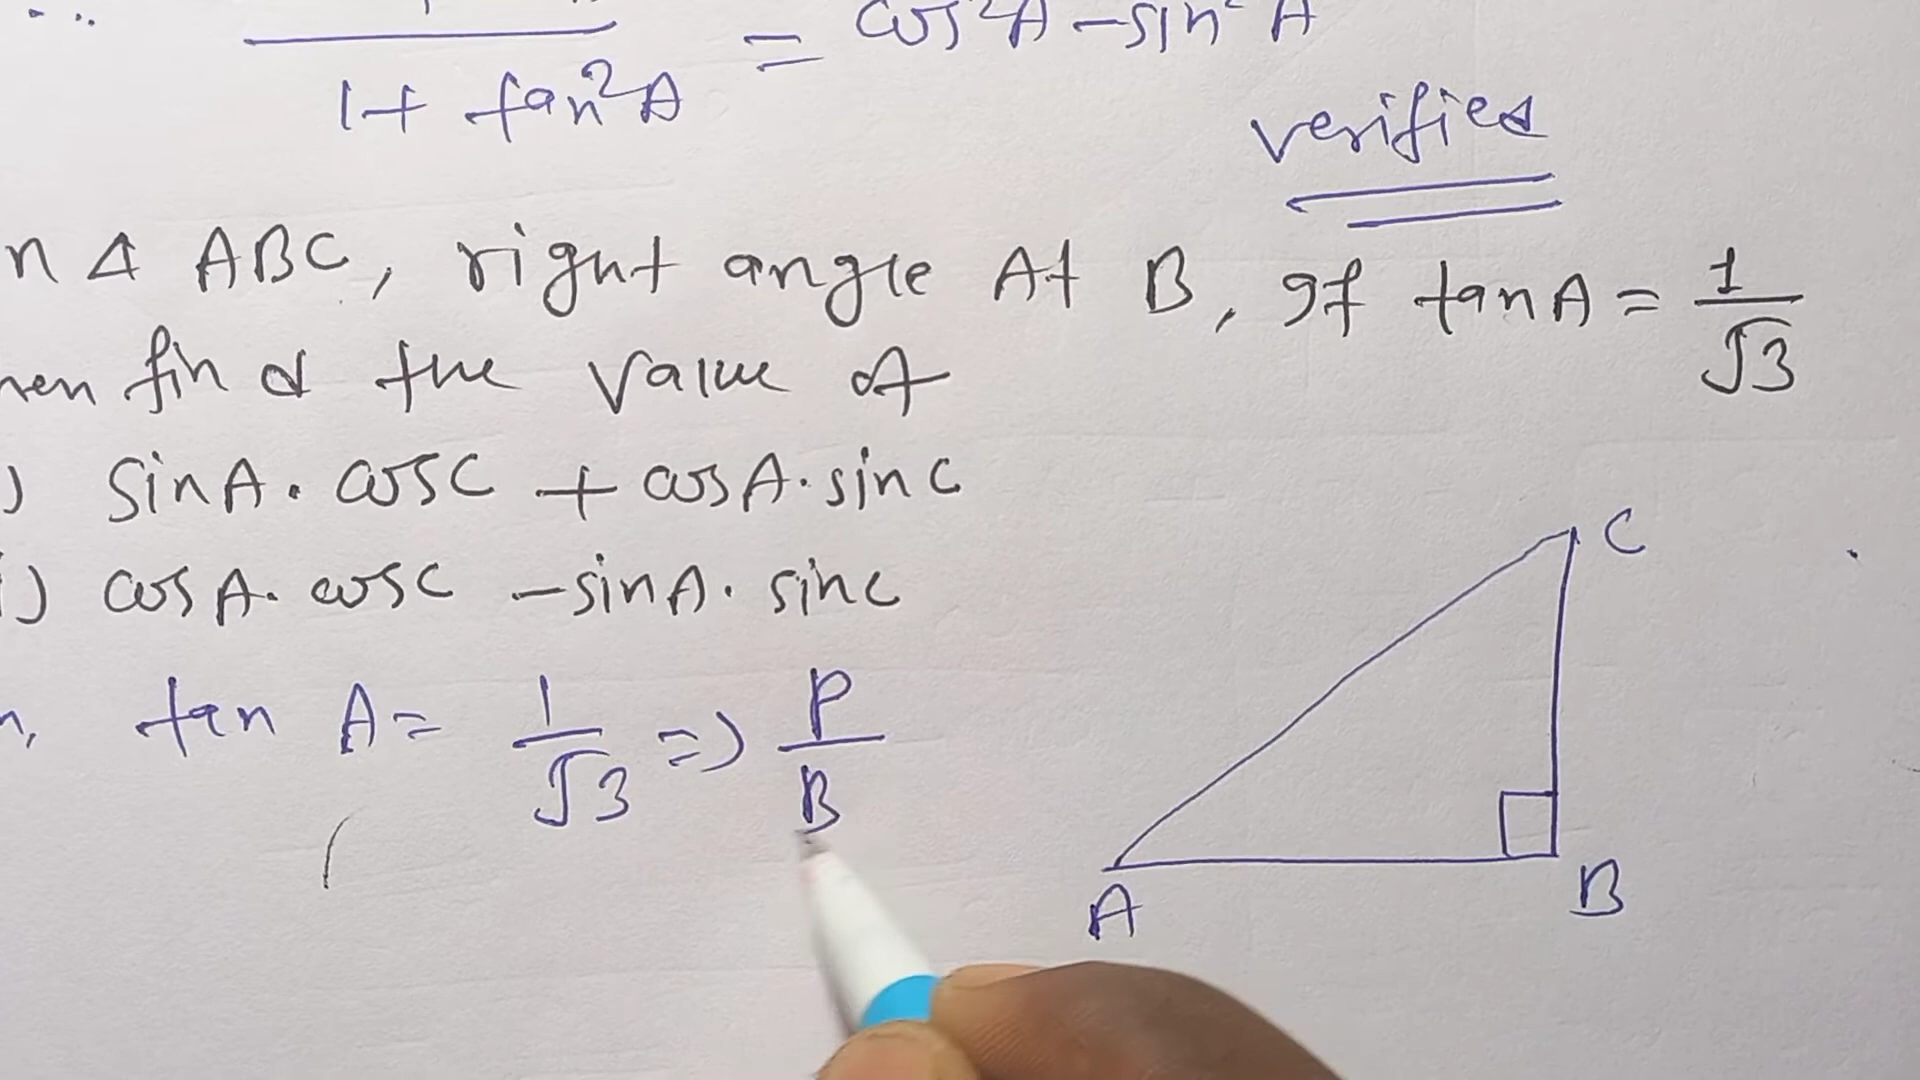 1+ tan²A = cos²A - sin²A
verified
n Δ ABC, right angle At B, If tanA = 1/√3
hen find the value of
) sinA. cosC + cosA.sinC
i) cosA. cosC - sinA. sinC
n, tan A = 1/√3 => P/B
C
A
B